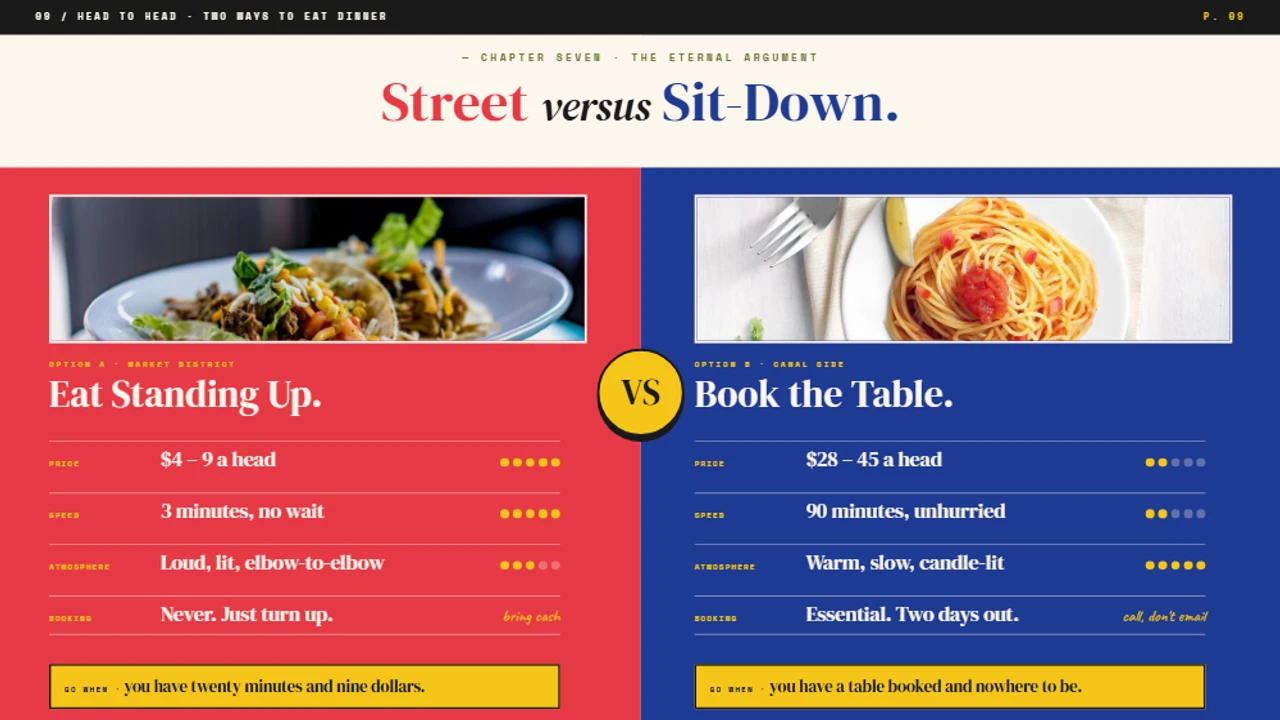 09 / HEAD TO HEAD · TWO WAYS TO EAT DINNER
P. 09
— CHAPTER SEVEN · THE ETERNAL ARGUMENT
Street versus Sit-Down.
OPTION A · MARKET DISTRICT
Eat Standing Up.
PRICE $4 – 9 a head
SPEED 3 minutes, no wait
ATMOSPHERE Loud, lit, elbow-to-elbow
BOOKING Never. Just turn up. bring cash
GO WHEN · you have twenty minutes and nine dollars.
VS
OPTION B · CANAL SIDE
Book the Table.
PRICE $28 – 45 a head
SPEED 90 minutes, unhurried
ATMOSPHERE Warm, slow, candle-lit
BOOKING Essential. Two days out. call, don't email
GO WHEN · you have a table booked and nowhere to be.